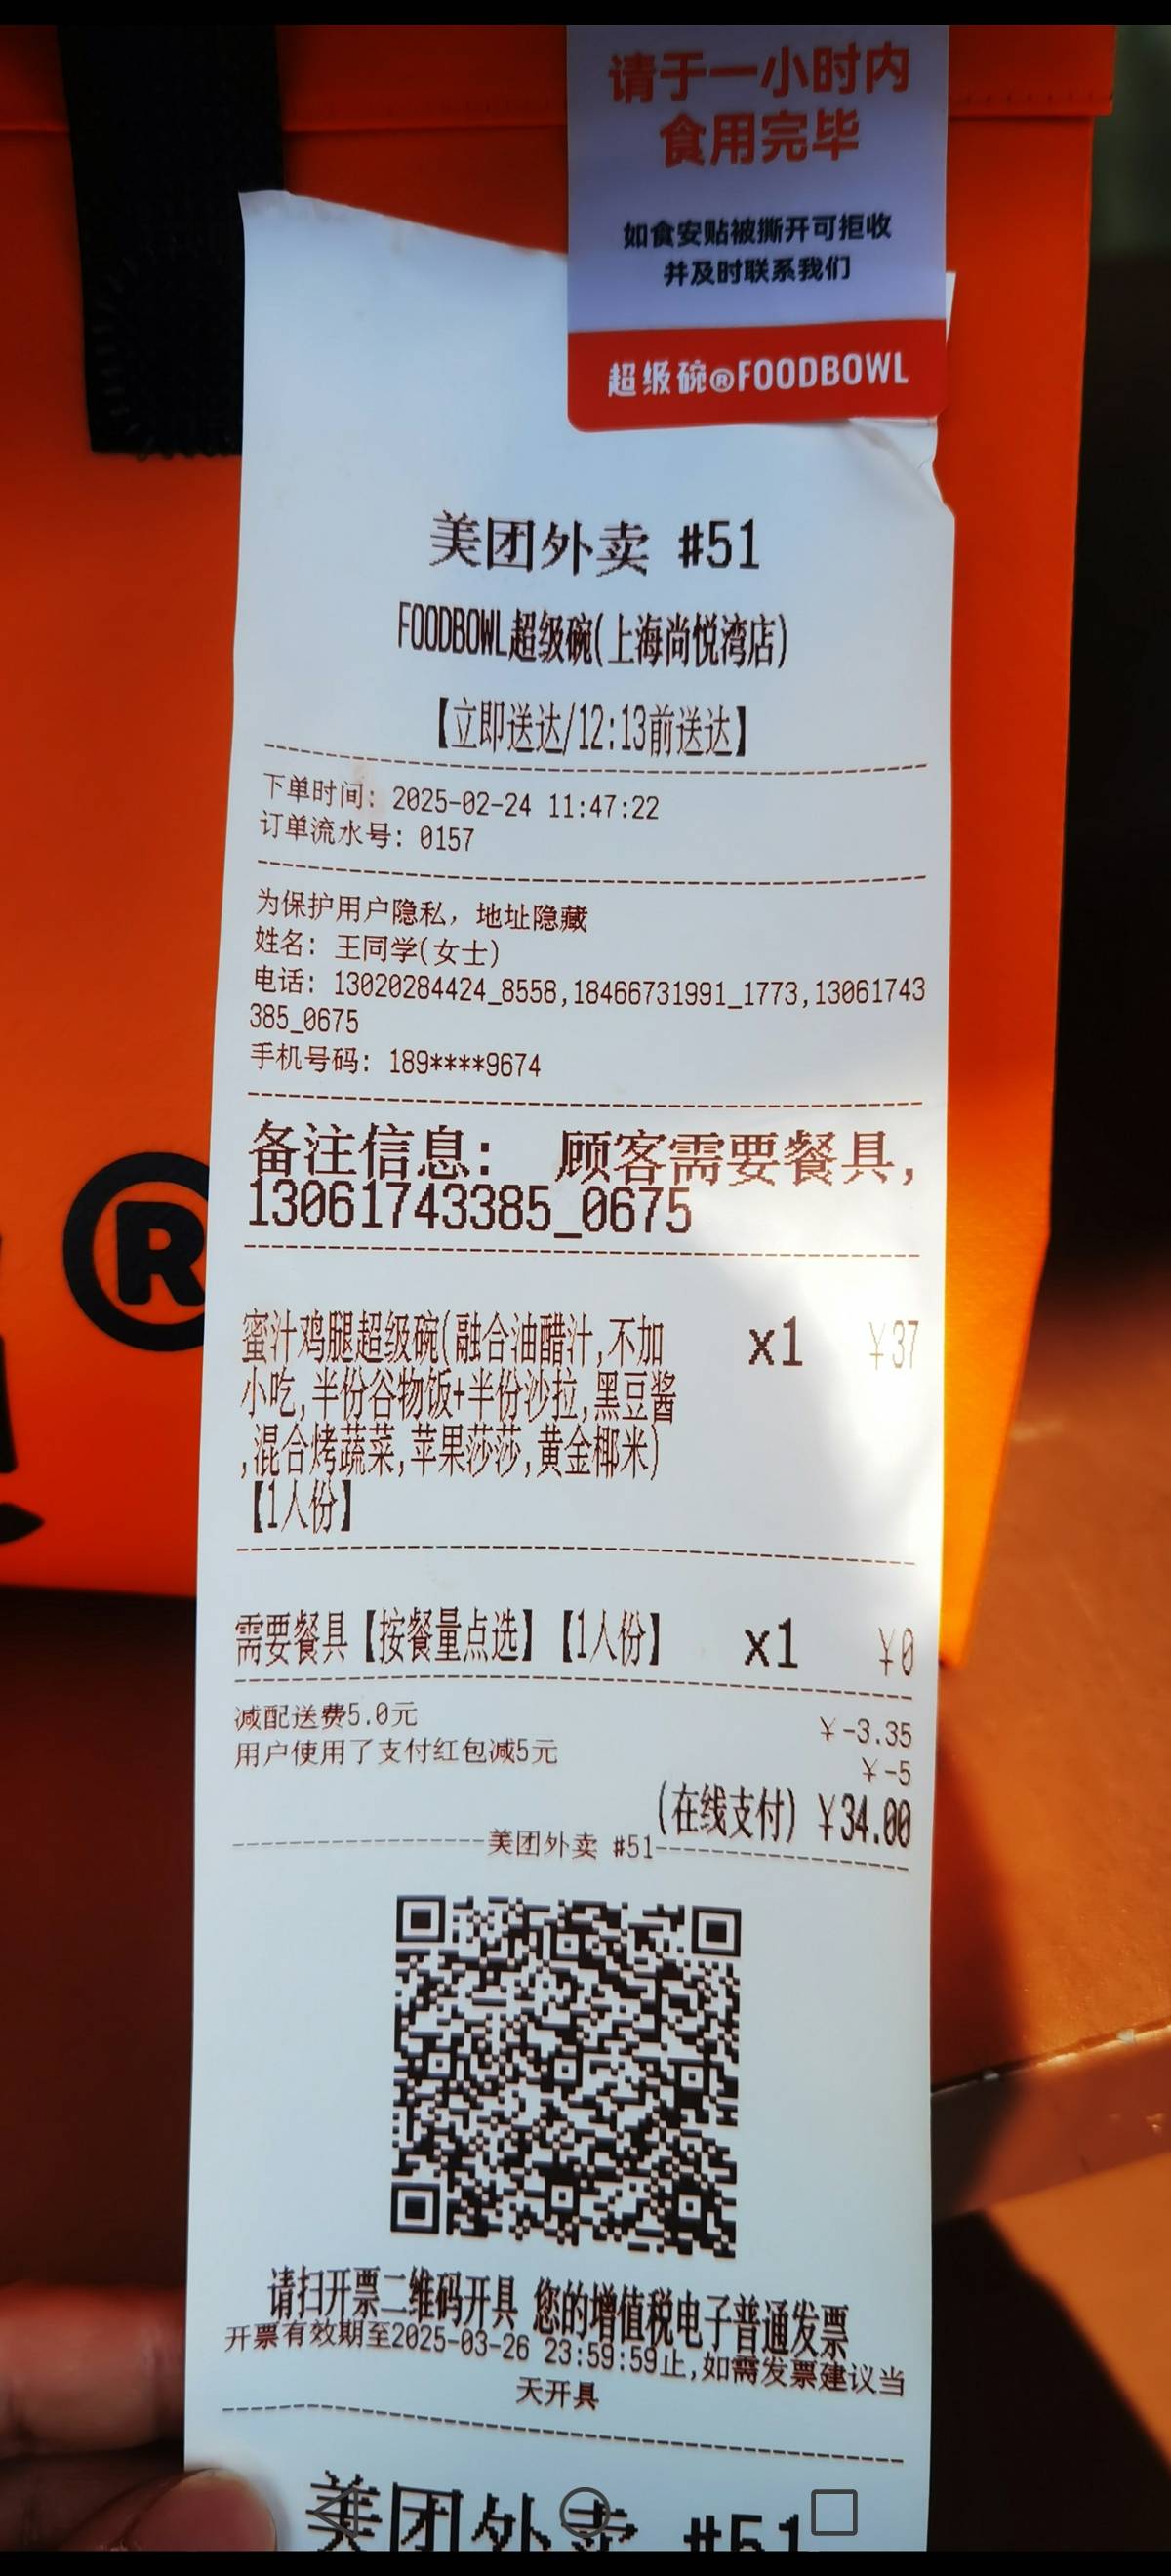 请于一小时内
食用完毕
如食安贴被撕开可拒收
并及时联系我们
超级碗®FOODBOWL
美团外卖 #51
FOODBOWL超级碗(上海尚悦湾店)
【立即送达/12:13前送达】
下单时间: 2025-02-24 11:47:22
订单流水号: 0157
为保护用户隐私, 地址隐藏
姓名: 王同学(女士)
电话: 13020284424_8558,18466731991_1773,13061743
385_0675
手机号码: 189****9674
备注信息: 顾客需要餐具,
13061743385_0675
®
蜜汁鸡腿超级碗(融合油醋汁,不加 x1 ¥37
小吃,半份谷物饭+半份沙拉,黑豆酱
,混合烤蔬菜,苹果莎莎,黄金椰米)
【1人份】
需要餐具【按餐量点选】【1人份】 x1 ¥0
减配送费5.0元 ¥-3.35
用户使用了支付红包减5元 ¥-5
(在线支付) ¥34.00
美团外卖 #51
请扫开票二维码开具 您的增值税电子普通发票
开票有效期至2025-03-26 23:59:59止,如需发票建议当
天开具
美团外卖 #51